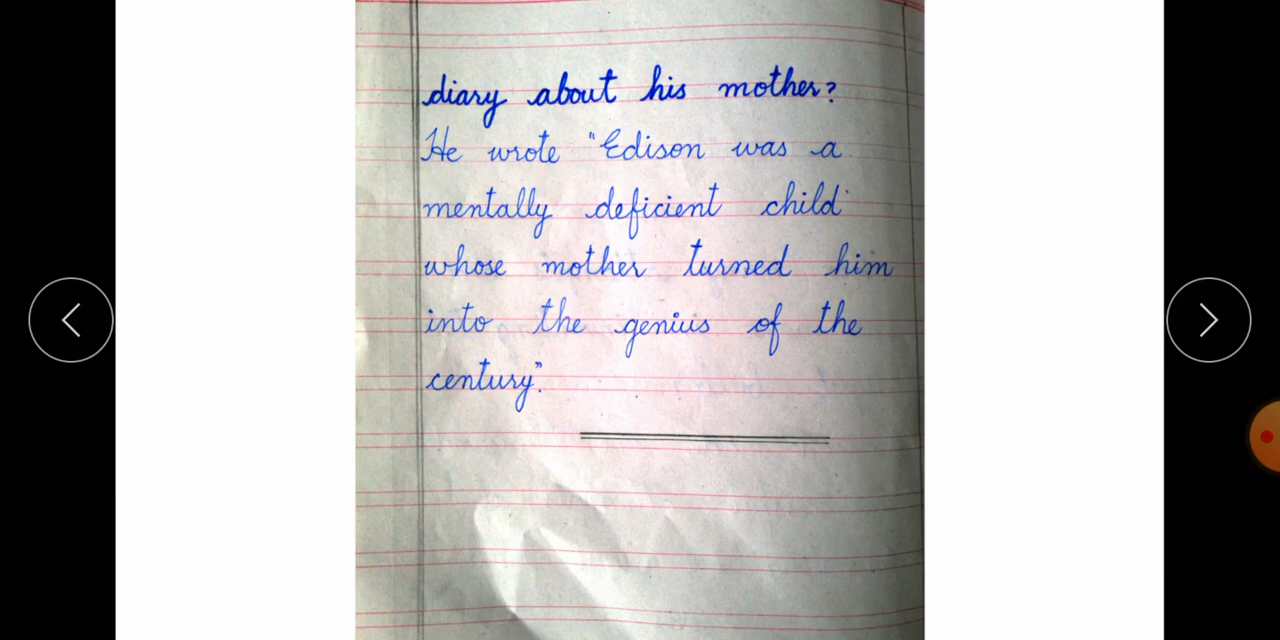 diary about his mother?
He wrote "Edison was a
mentally deficient child
whose mother turned him
into the genius of the
century".